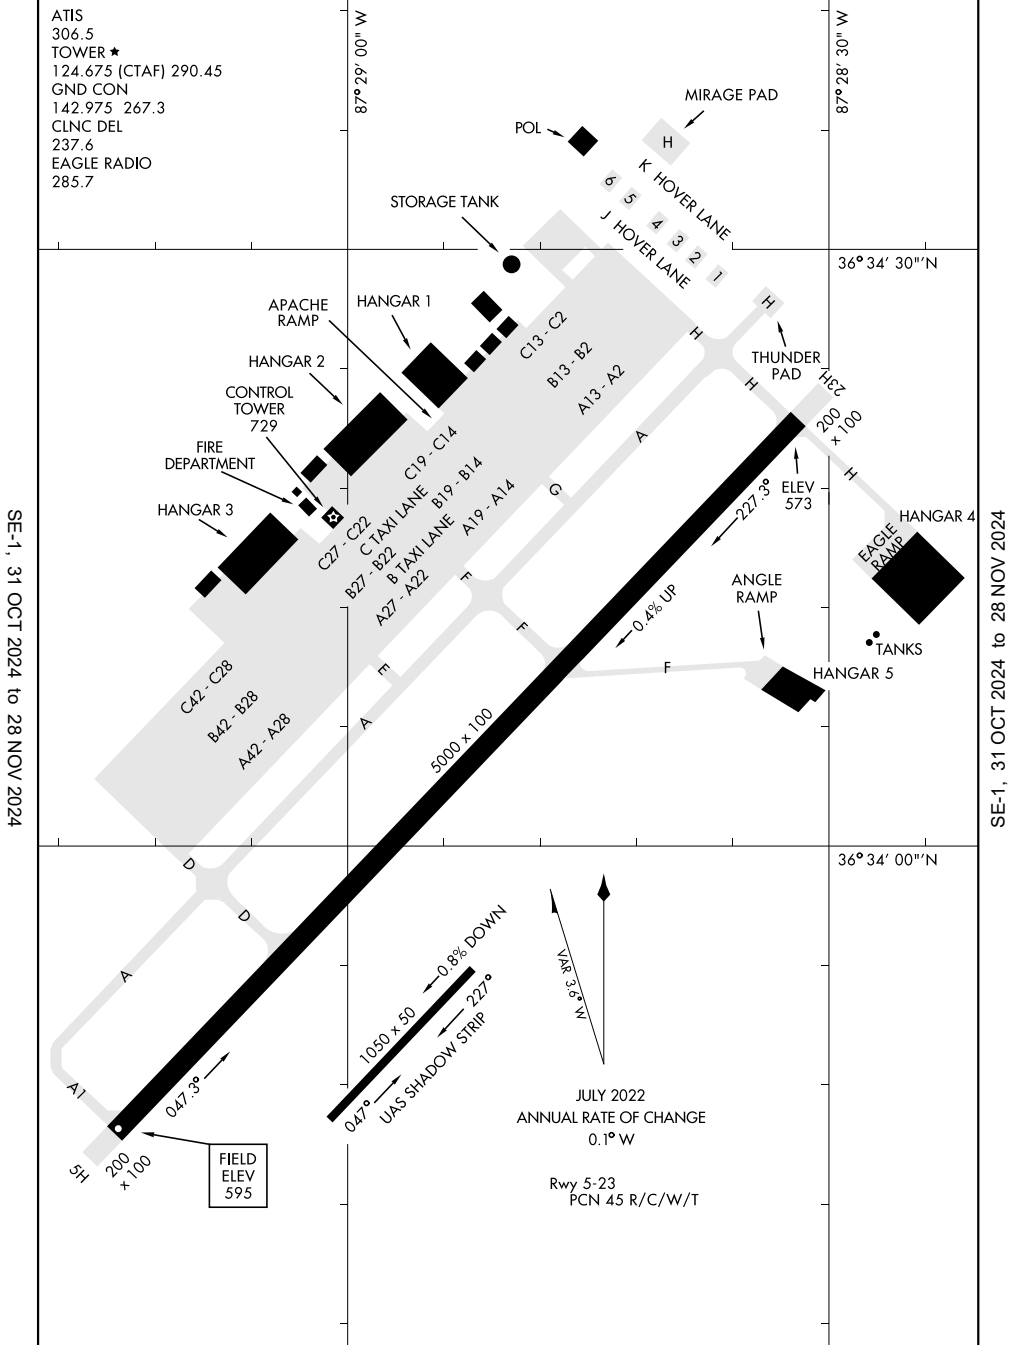 ATIS
306.5
TOWER ★
124.675 (CTAF) 290.45
GND CON
142.975 267.3
CLNC DEL
237.6
EAGLE RADIO
285.7
87° 29' 00" W
87° 28' 30" W
MIRAGE PAD
POL
H
K HOVER LANE
6
5
4
3
2
1
J HOVER LANE
STORAGE TANK
36° 34' 30"'N
HANGAR 1
APACHE
RAMP
H
H
THUNDER
PAD
HANGAR 2
C13 - C2
B13 - B2
A13 - A2
H
23H
200
x 100
CONTROL
TOWER
729
FIRE
DEPARTMENT
HANGAR 3
C19 - C14
B19 - B14
A19 - A14
A
G
H
ELEV
573
227.3°
HANGAR 4
EAGLE
RAMP
C27 - C22
C TAXI LANE
B27 - B22
B TAXI LANE
A27 - A22
F
F
F
0.4% UP
ANGLE
RAMP
TANKS
HANGAR 5
E
C42 - C28
B42 - B28
A42 - A28
A
5000 x 100
36° 34' 00"'N
D
D
A
A1
047.3°
5H
200
x 100
FIELD
ELEV
595
0.8% DOWN
1050 x 50
227°
047°
UAS SHADOW STRIP
VAR 3.6° W
JULY 2022
ANNUAL RATE OF CHANGE
0.1° W
Rwy 5-23
PCN 45 R/C/W/T
SE-1, 31 OCT 2024 to 28 NOV 2024
SE-1, 31 OCT 2024 to 28 NOV 2024